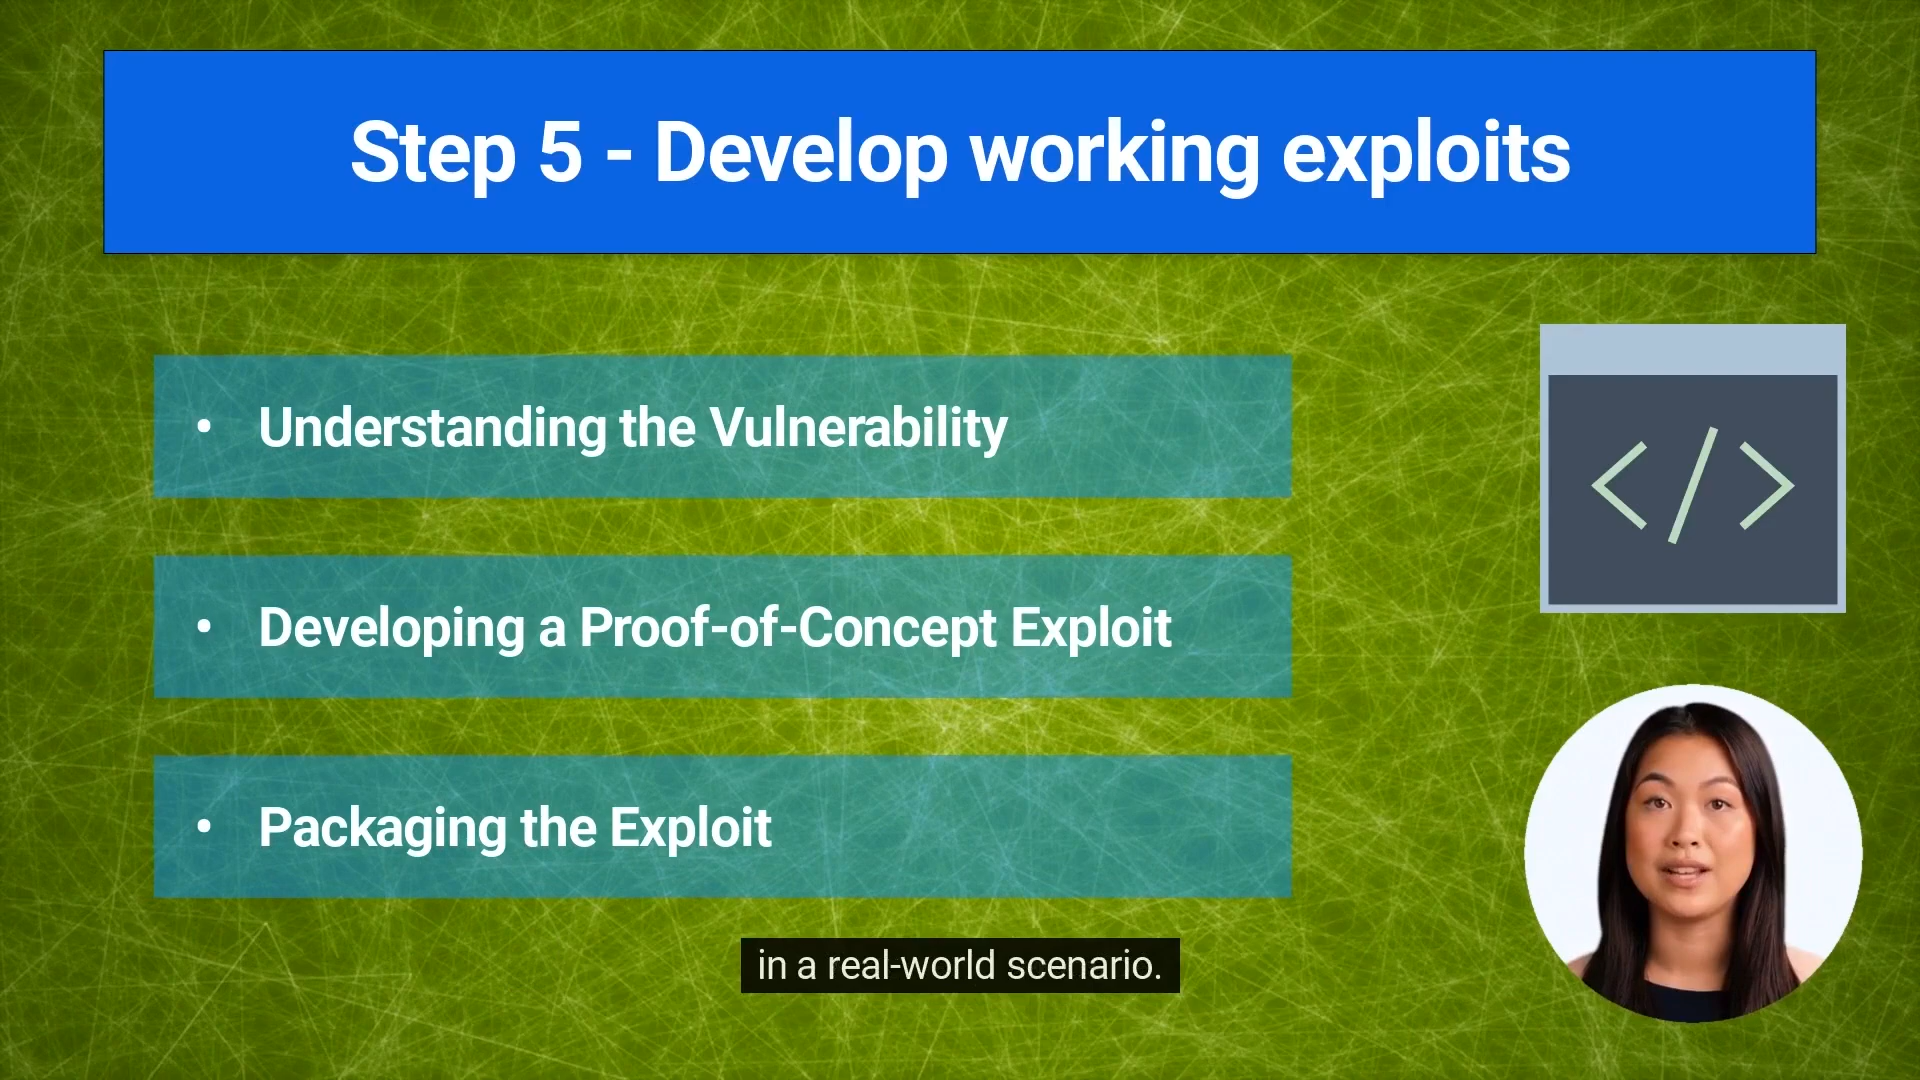 Step 5 - Develop working exploits
• Understanding the Vulnerability
• Developing a Proof-of-Concept Exploit
</>
• Packaging the Exploit
in a real-world scenario.